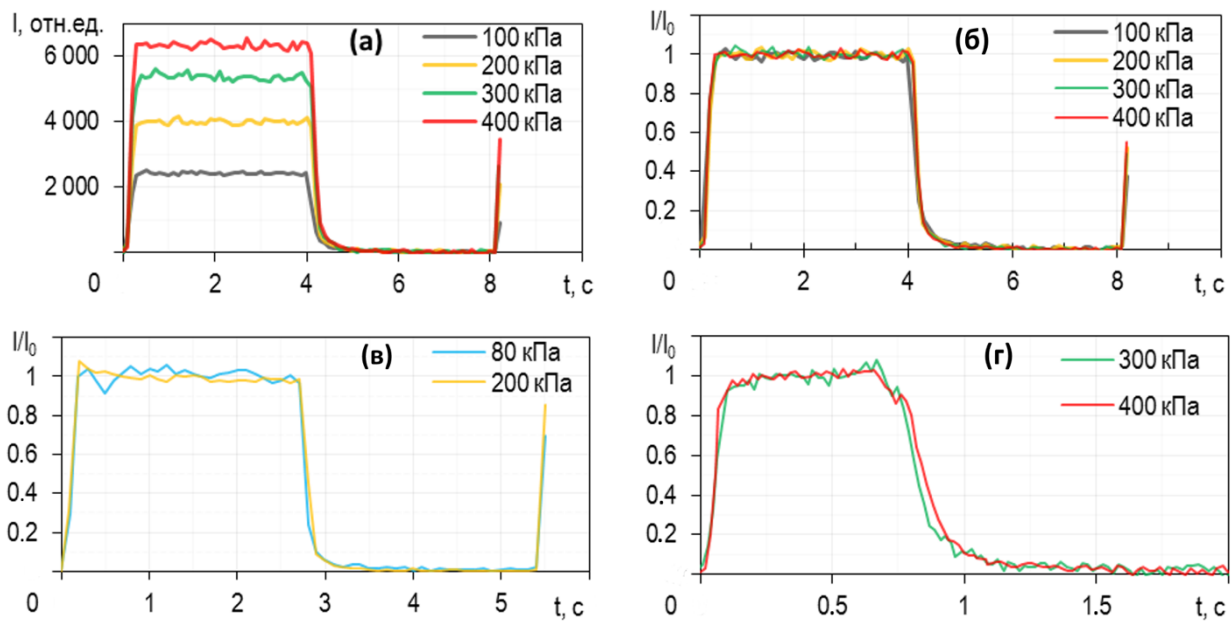 I, отн.ед.
(а)
100 кПа
200 кПа
300 кПа
400 кПа
6 000
4 000
2 000
0
2
4
6
8
t, с
I/I0
(б)
100 кПа
200 кПа
300 кПа
400 кПа
1
0.8
0.6
0.4
0.2
0
2
4
6
8
t, с
I/I0
(в)
80 кПа
200 кПа
1
0.8
0.6
0.4
0.2
0
1
2
3
4
5
t, с
I/I0
(г)
300 кПа
400 кПа
1
0.8
0.6
0.4
0.2
0
0.5
1
1.5
t, с